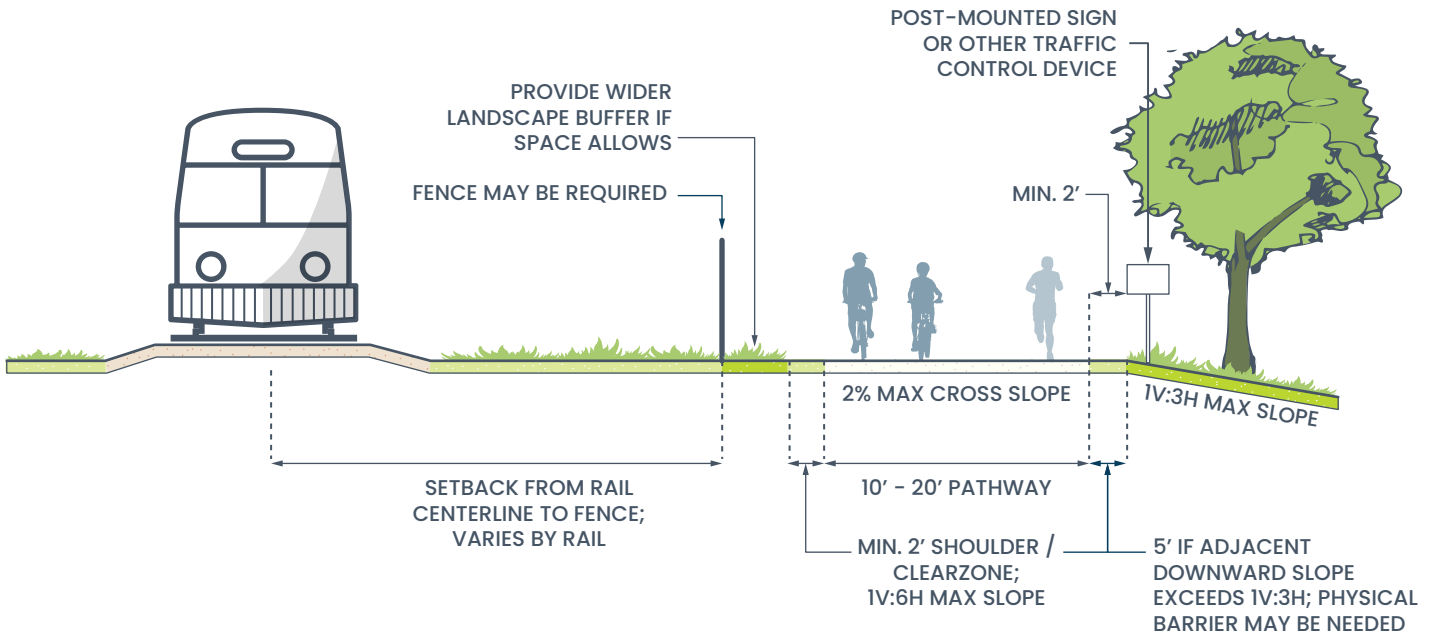 POST-MOUNTED SIGN
OR OTHER TRAFFIC
CONTROL DEVICE
PROVIDE WIDER
LANDSCAPE BUFFER IF
SPACE ALLOWS
FENCE MAY BE REQUIRED
MIN. 2’
2% MAX CROSS SLOPE
1V:3H MAX SLOPE
SETBACK FROM RAIL
CENTERLINE TO FENCE;
VARIES BY RAIL
10’ - 20’ PATHWAY
MIN. 2’ SHOULDER /
CLEARZONE;
1V:6H MAX SLOPE
5’ IF ADJACENT
DOWNWARD SLOPE
EXCEEDS 1V:3H; PHYSICAL
BARRIER MAY BE NEEDED